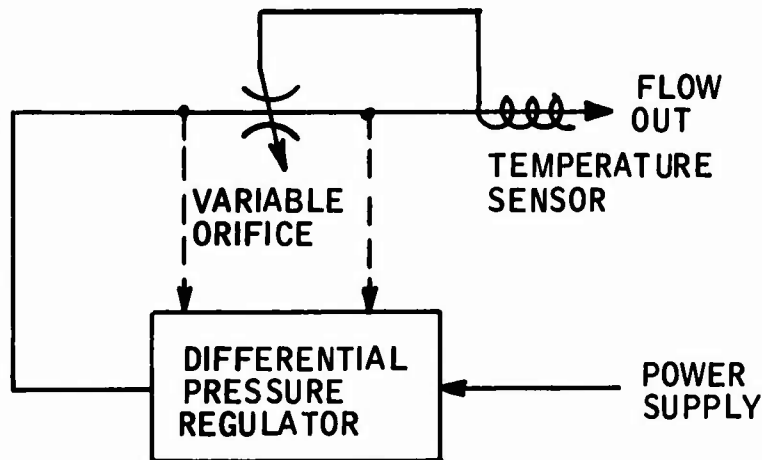 FLOW
OUT
TEMPERATURE
SENSOR
VARIABLE
ORIFICE
DIFFERENTIAL
PRESSURE
REGULATOR
POWER
SUPPLY